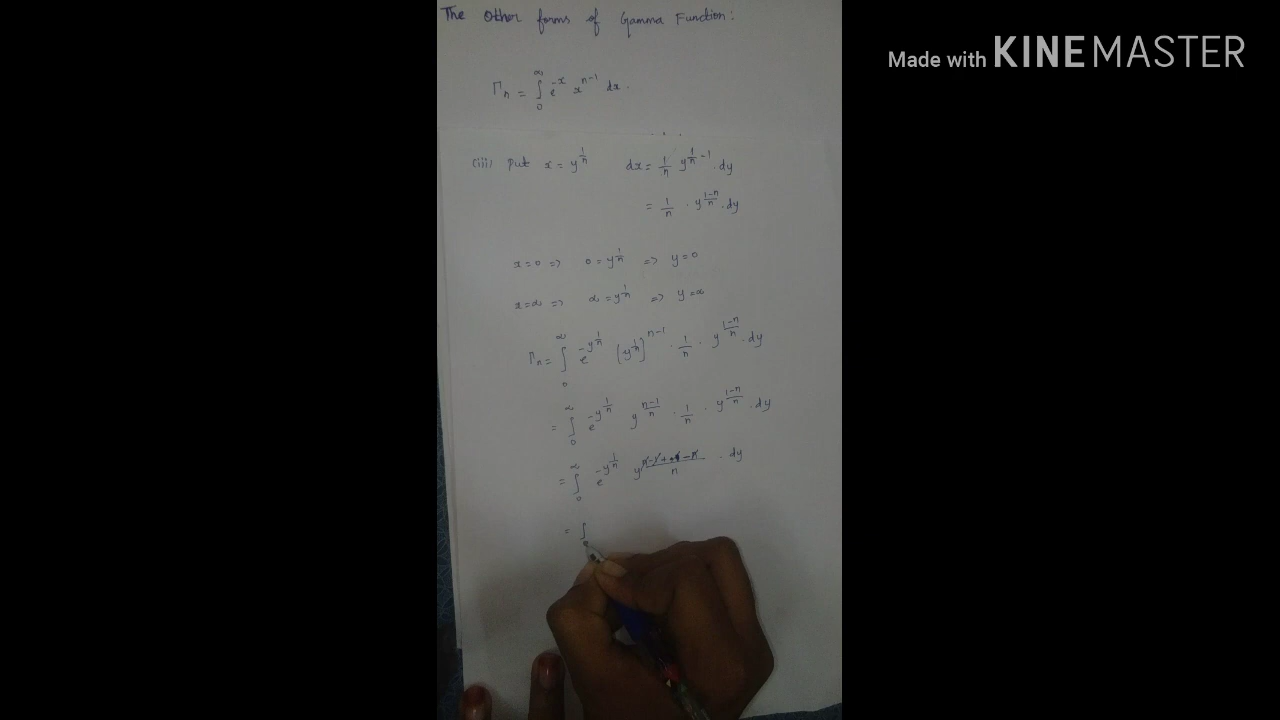 The Other forms of Gamma Function:
Made with KINEMASTER
Γn = ∫₀^∞ e^{-x} x^{n-1} dx.
(iii) Put x = y^{1/n} dx = 1/n y^{1/n - 1} . dy
= 1/n . y^{(1-n)/n} . dy
x=0 => 0 = y^{1/n} => y=0
x=∞ => ∞ = y^{1/n} => y=∞
Γn = ∫₀^∞ e^{-y^{1/n}} [y^{1/n}]^{n-1} . 1/n . y^{(1-n)/n} . dy
= ∫₀^∞ e^{-y^{1/n}} y^{(n-1)/n} . 1/n . y^{(1-n)/n} . dy
= ∫₀^∞ e^{-y^{1/n}} y^{(n-1+1-n)/n} . dy
= ∫